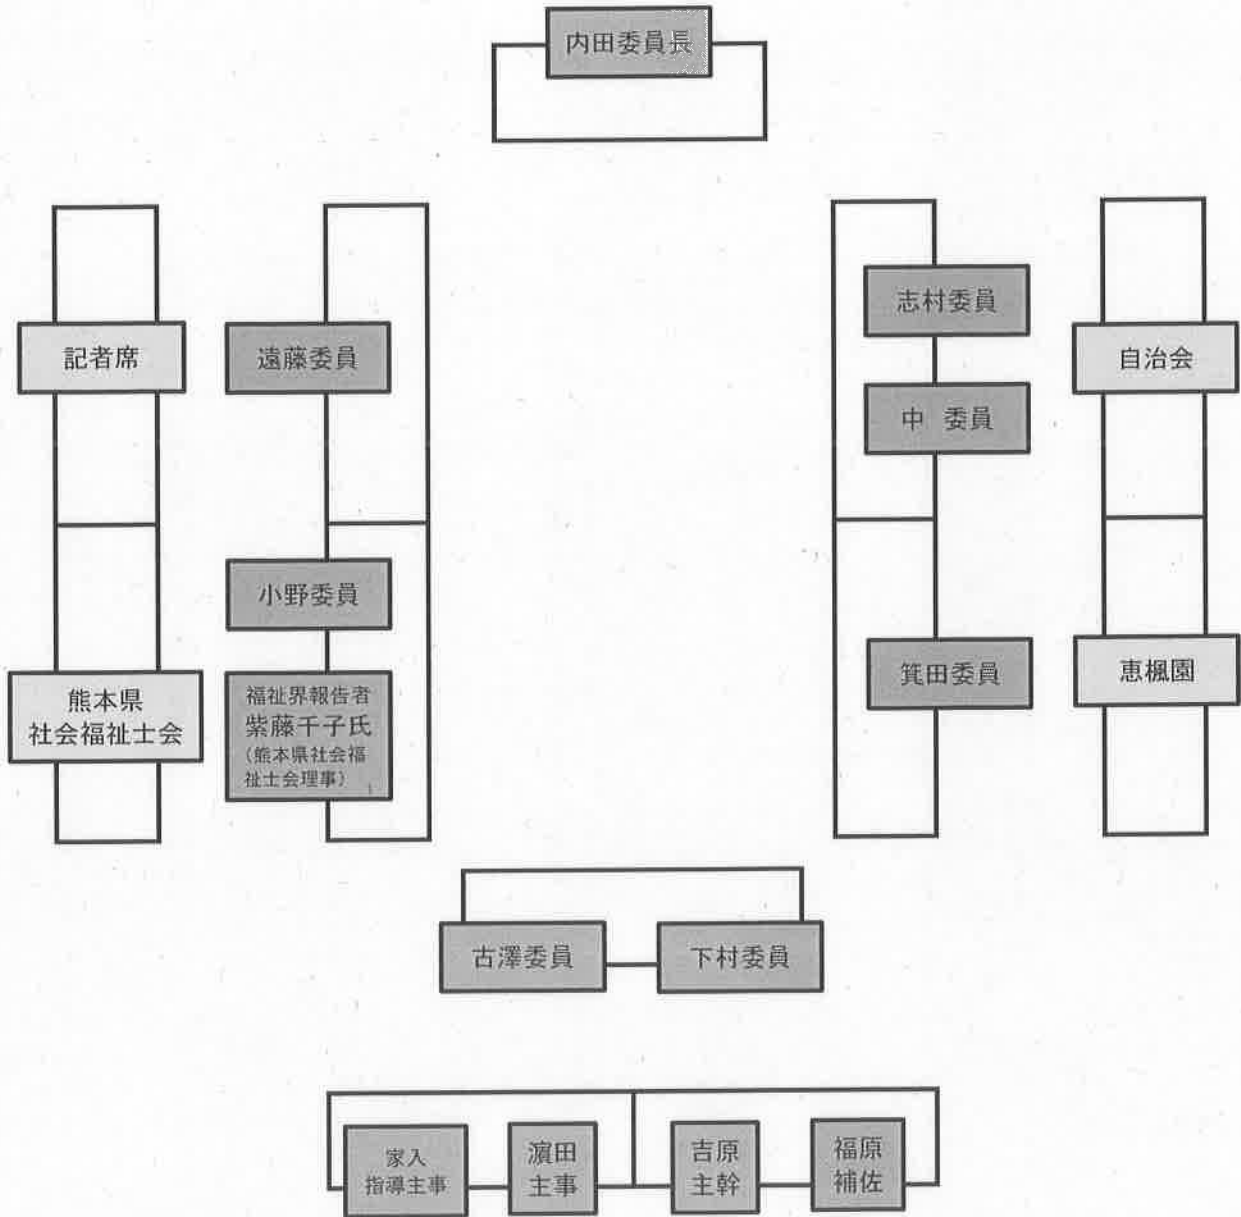 内田委員長
記者席
遠藤委員
志村委員
自治会
中 委員
小野委員
箕田委員
恵楓園
熊本県
社会福祉士会
福祉界報告者
紫藤千子氏
(熊本県社会福
祉士会理事)
古澤委員
下村委員
家入
指導主事
濵田
主事
吉原
主幹
福原
補佐